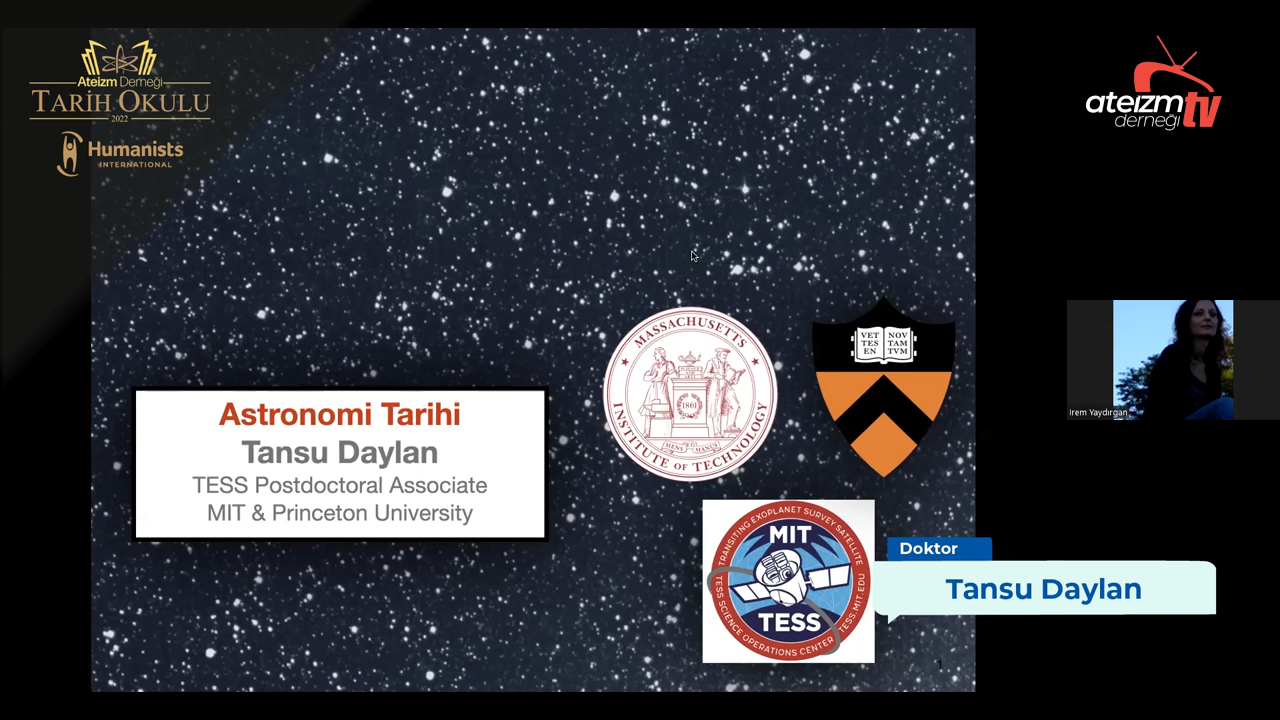 Ateizm Derneği
TARİH OKULU
2022
Humanists
INTERNATIONAL
ateizm tv
derneği
MASSACHUSETTS
INSTITUTE OF TECHNOLOGY
1861
MENS ET MANUS
VET NOV
TES TAM
EN TVM
Irem Yaydırgan
Astronomi Tarihi
Tansu Daylan
TESS Postdoctoral Associate
MIT & Princeton University
TRANSITING EXOPLANET SURVEY SATELLITE
MIT
TESS
TESS SCIENCE OPERATIONS CENTER
TESS.MIT.EDU
Doktor
Tansu Daylan
1